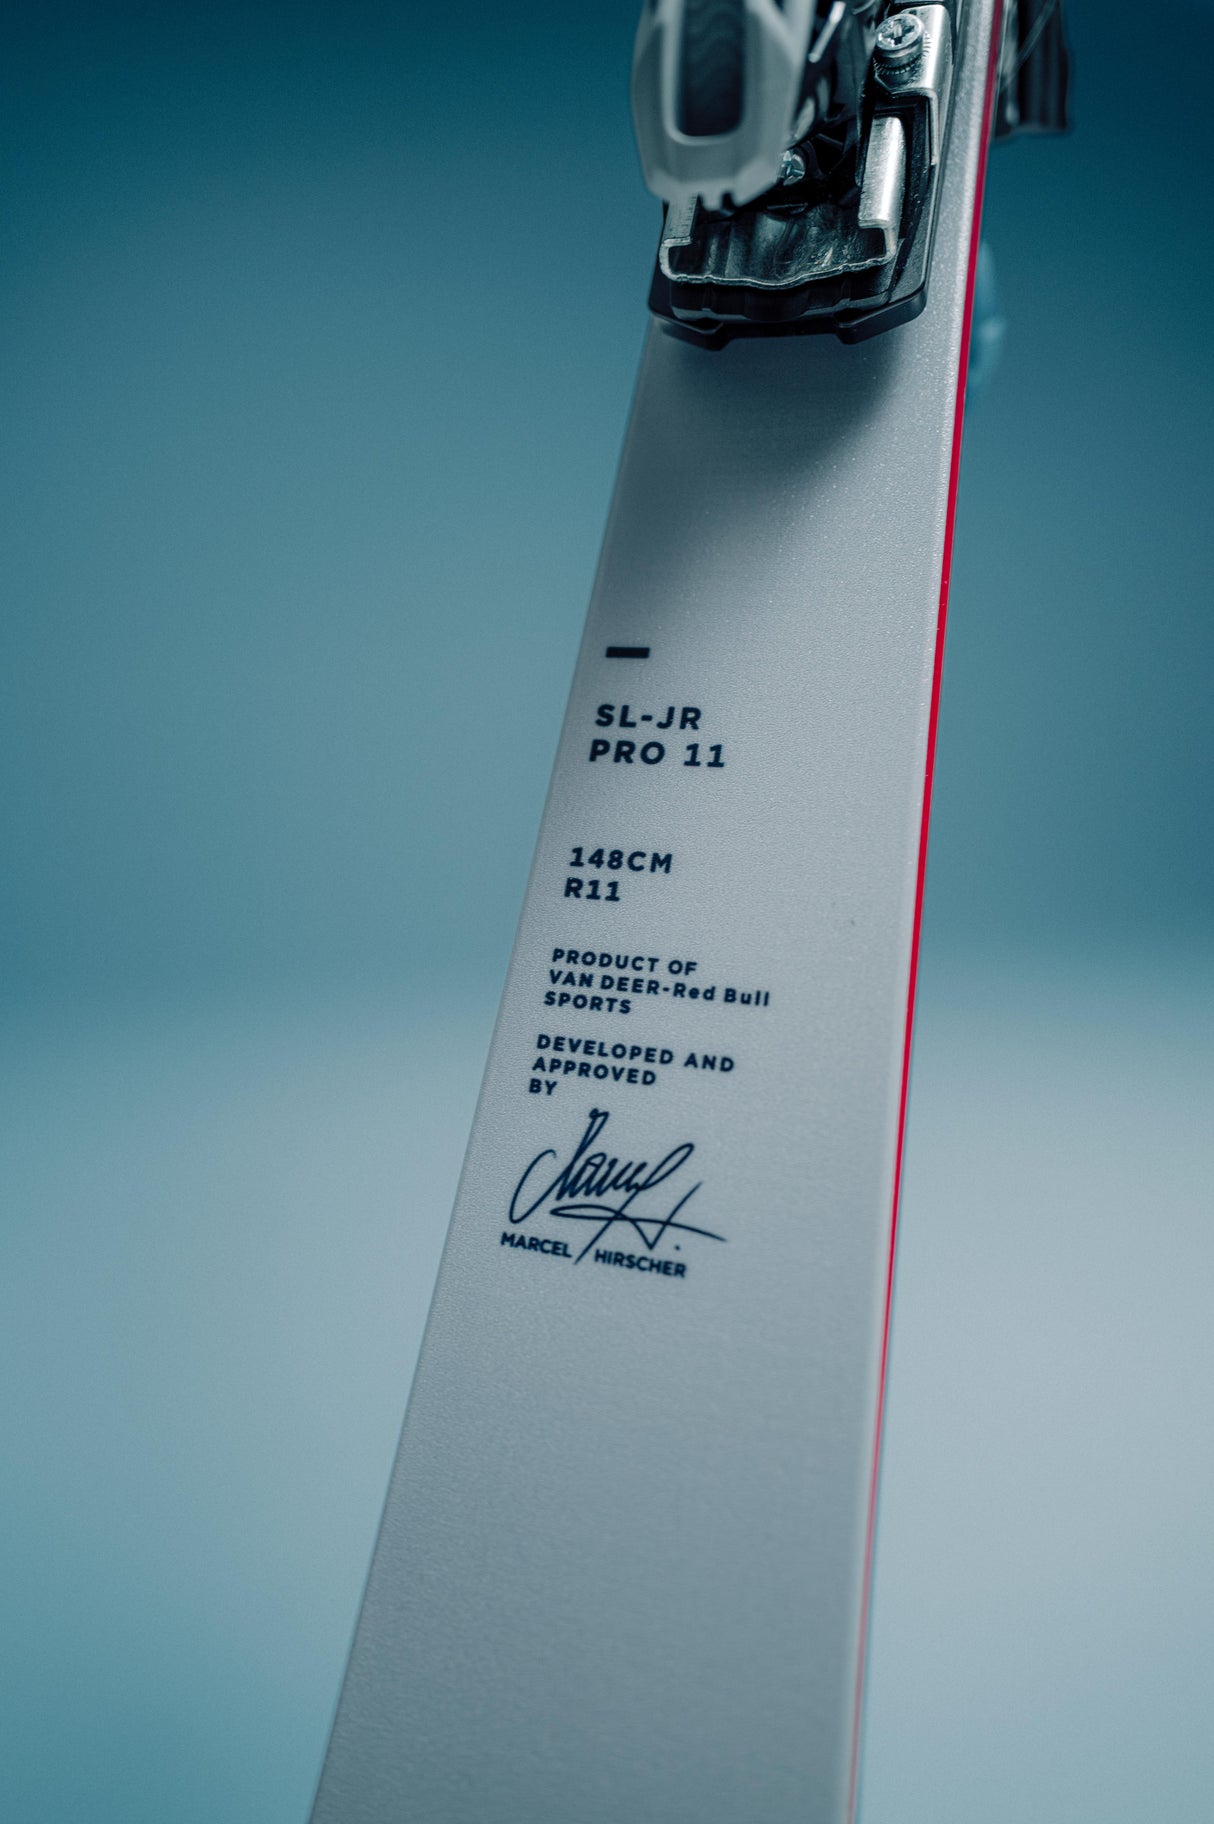 SL-JR
PRO 11
148CM
R11
PRODUCT OF
VAN DEER-Red Bull
SPORTS
DEVELOPED AND
APPROVED
BY
Marcel H.
MARCEL HIRSCHER